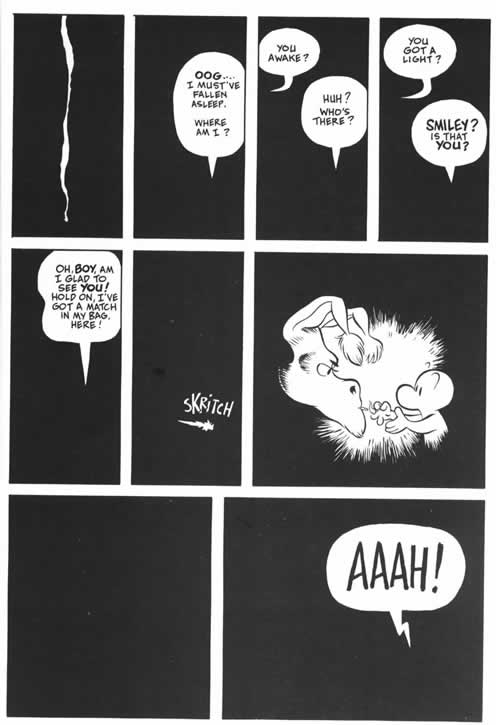 OOG....
I MUST'VE
FALLEN
ASLEEP.
WHERE
AM I?
YOU
AWAKE?
HUH?
WHO'S
THERE?
YOU
GOT A
LIGHT?
SMILEY?
IS THAT
YOU?
OH, BOY, AM
I GLAD TO
SEE YOU!
HOLD ON, I'VE
GOT A MATCH
IN MY BAG.
HERE!
SKRITCH
AAAH!